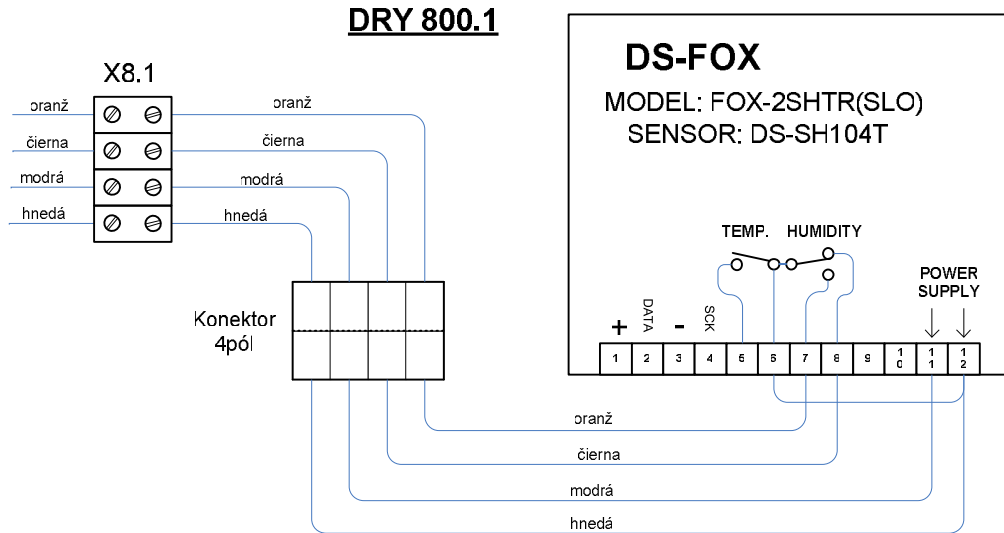 DRY 800.1
X8.1
oranž
čierna
modrá
hnedá
oranž
čierna
modrá
hnedá
Konektor
4pól
DS-FOX
MODEL: FOX-2SHTR(SLO)
SENSOR: DS-SH104T
TEMP. HUMIDITY
POWER
SUPPLY
+ DATA - SCK
1 2 3 4 5 6 7 8 9 10 11 12
oranž
čierna
modrá
hnedá